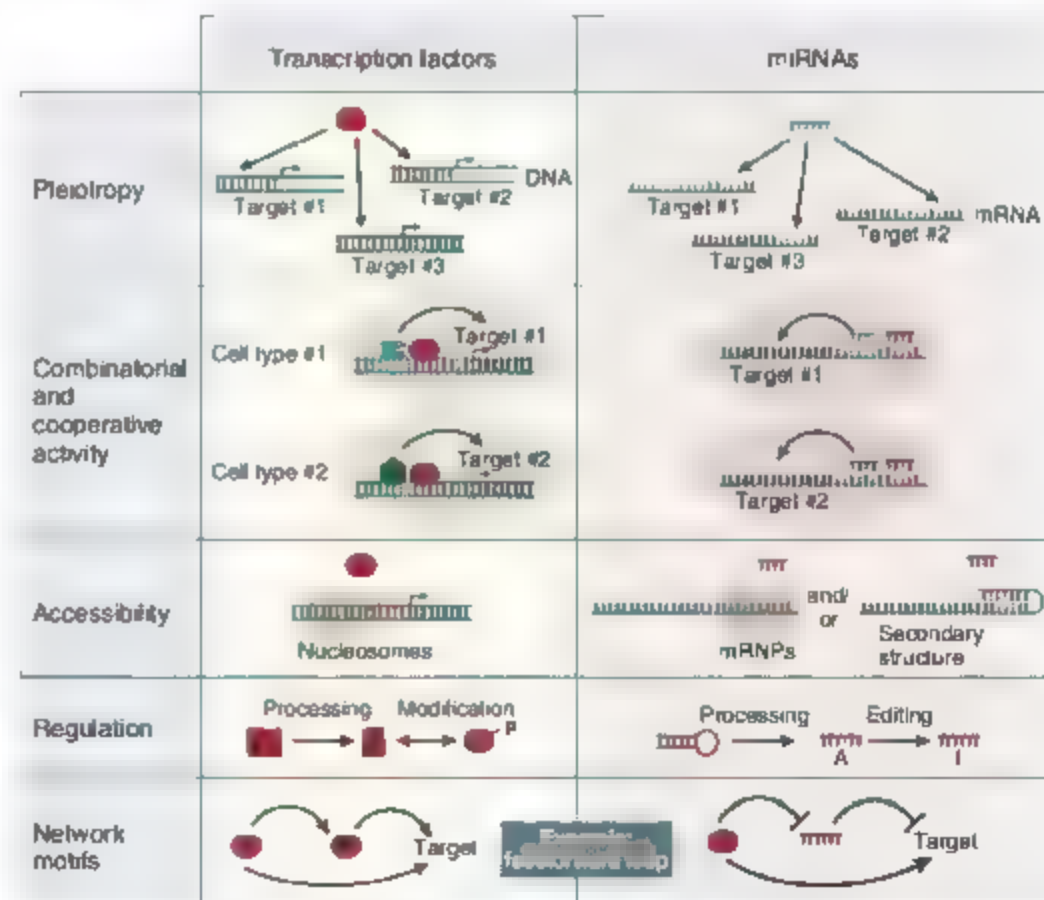 Transcription factors
miRNAs
Pleiotropy
Target #1
Target #2
DNA
Target #3
Target #1
Target #2
mRNA
Target #3
Combinatorial
and
cooperative
activity
Cell type #1
Target #1
Target #1
Cell type #2
Target #2
Target #2
Accessibility
Nucleosomes
mRNPs
and/
or
Secondary
structure
Regulation
Processing
Modification
P
Processing
Editing
A
I
Network
motifs
Target
Target